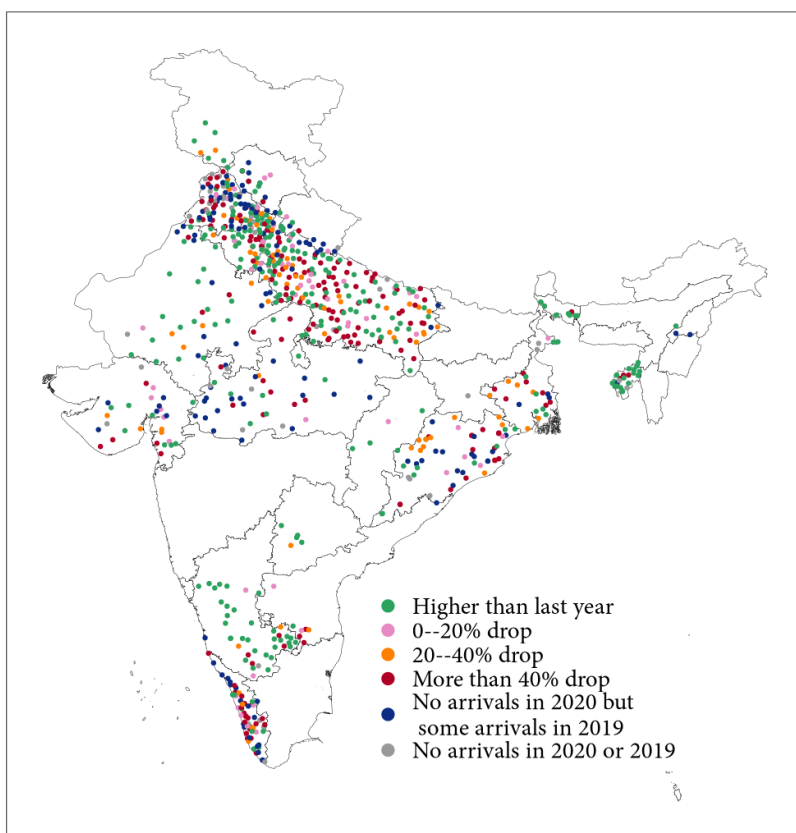 Higher than last year
0--20% drop
20--40% drop
More than 40% drop
No arrivals in 2020 but
some arrivals in 2019
No arrivals in 2020 or 2019